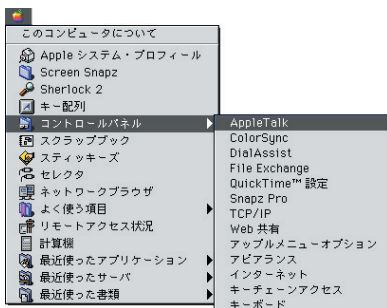 このコンピュータについて
Apple システム・プロフィール
Screen Snapz
Sherlock 2
キー配列
コントロールパネル
スクラップブック
スティッキーズ
セレクタ
ネットワークブラウザ
よく使う項目
リモートアクセス状況
計算機
最近使ったアプリケーション
最近使ったサーバ
最近使った書類
AppleTalk
ColorSync
DialAssist
File Exchange
QuickTime™ 設定
Snapz Pro
TCP/IP
Web 共有
アップルメニューオプション
アピアランス
インターネット
キーチェーンアクセス
キーボード